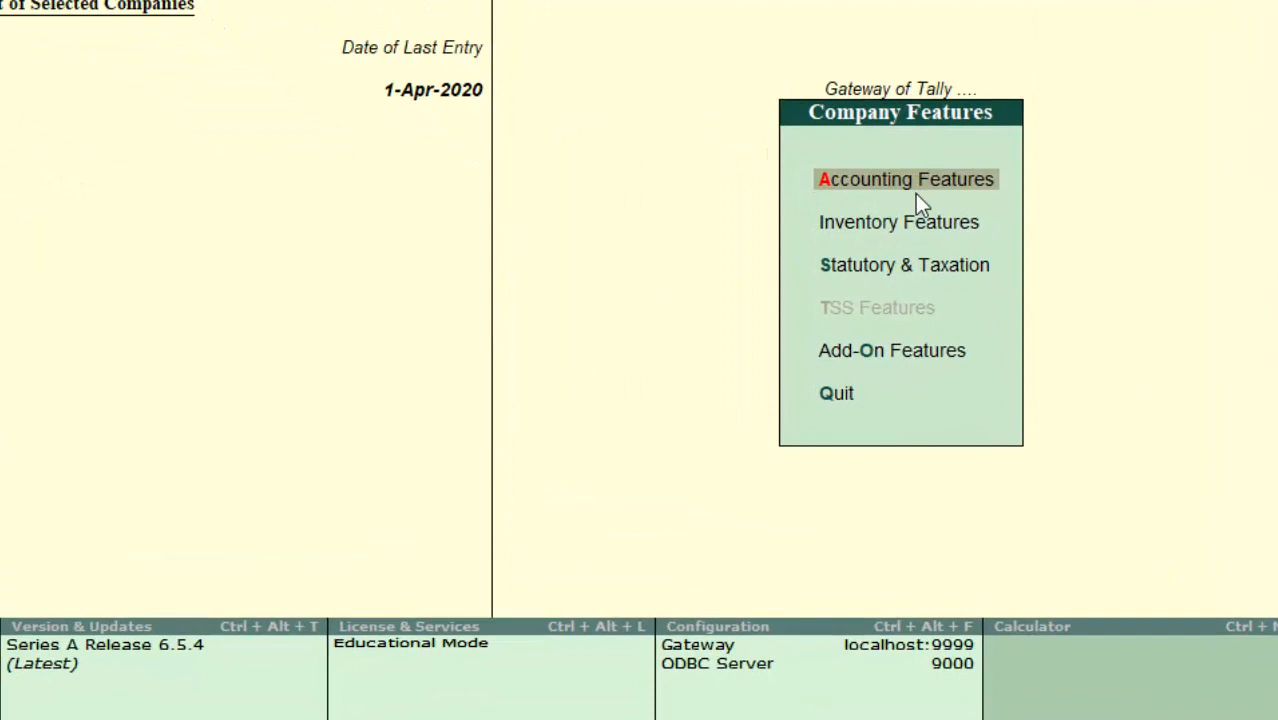 t of Selected Companies
Date of Last Entry
1-Apr-2020
Gateway of Tally ....
Company Features
Accounting Features
Inventory Features
Statutory & Taxation
TSS Features
Add-On Features
Quit
Version & Updates Ctrl + Alt + T
Series A Release 6.5.4
(Latest)
License & Services Ctrl + Alt + L
Educational Mode
Configuration Ctrl + Alt + F
Gateway localhost:9999
ODBC Server 9000
Calculator Ctrl + N